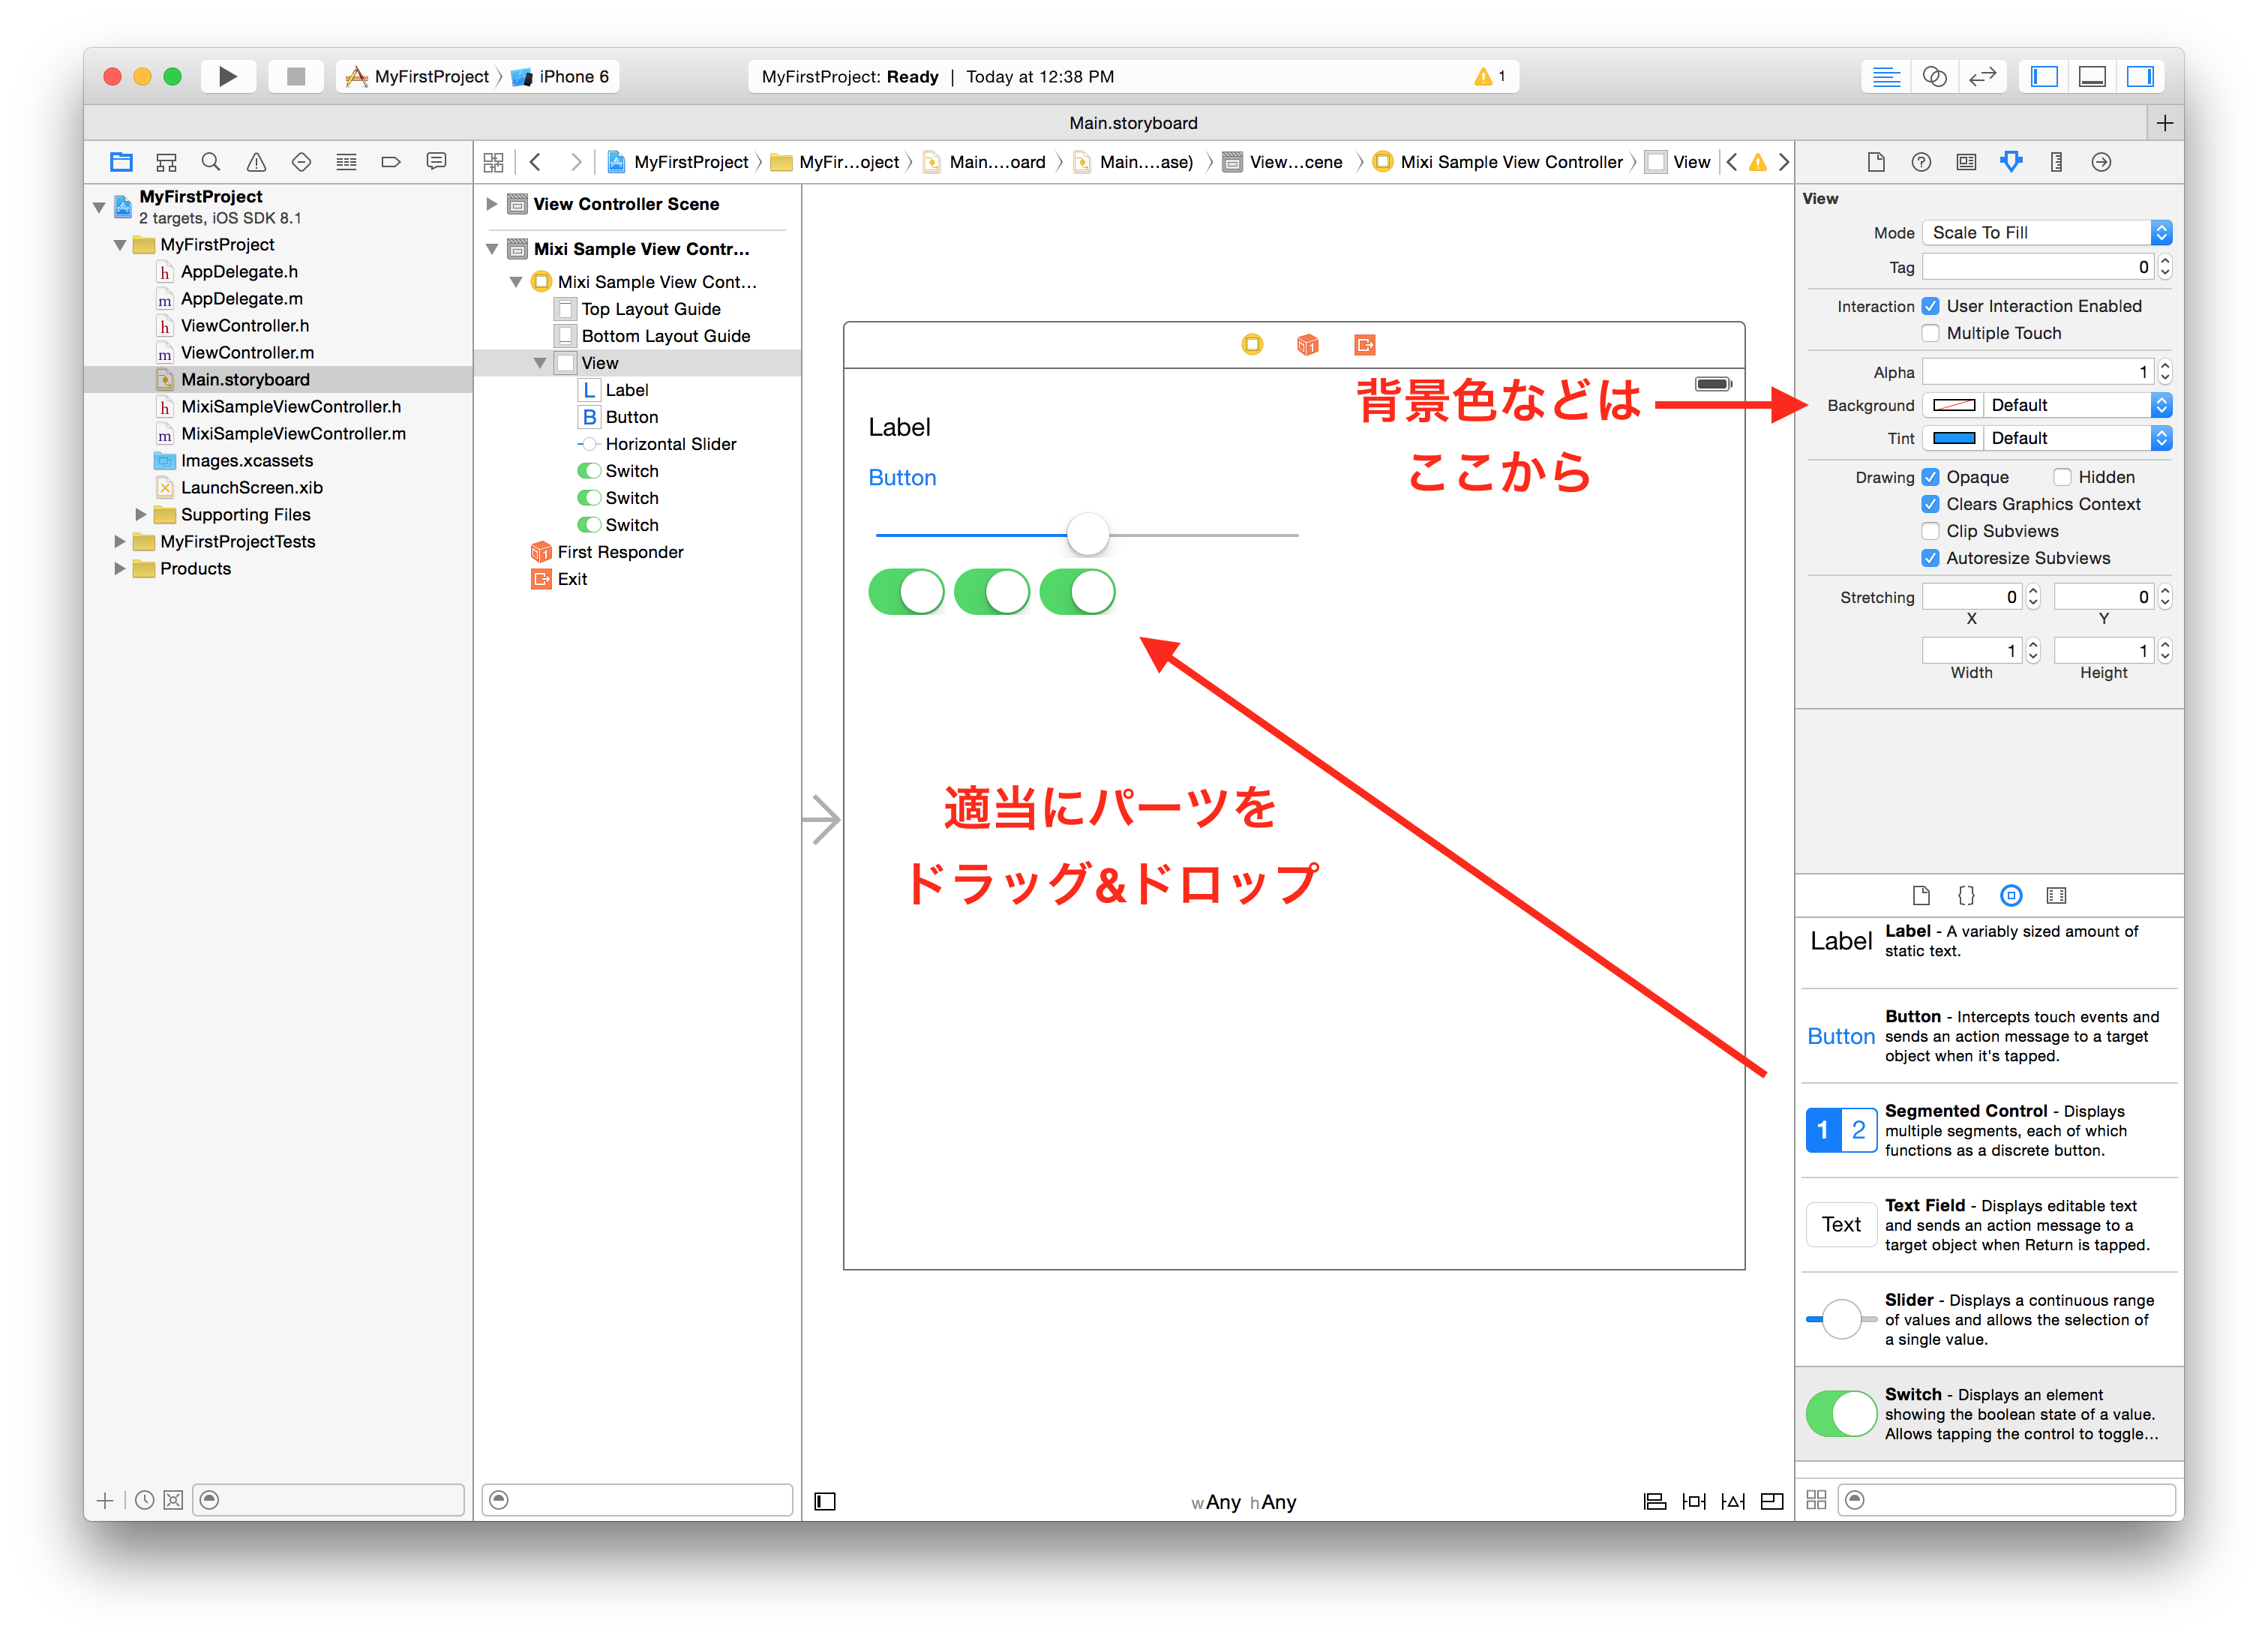 MyFirstProject 〉 iPhone 6
MyFirstProject: Ready | Today at 12:38 PM
1
Main.storyboard
MyFirstProject 〉 MyFir...oject 〉 Main....oard 〉 Main....ase) 〉 View...cene 〉 Mixi Sample View Controller 〉 View
MyFirstProject
2 targets, iOS SDK 8.1
MyFirstProject
h AppDelegate.h
m AppDelegate.m
h ViewController.h
m ViewController.m
Main.storyboard
h MixiSampleViewController.h
m MixiSampleViewController.m
Images.xcassets
LaunchScreen.xib
Supporting Files
MyFirstProjectTests
Products
View Controller Scene
Mixi Sample View Contr...
Mixi Sample View Cont...
Top Layout Guide
Bottom Layout Guide
View
L Label
B Button
Horizontal Slider
Switch
Switch
Switch
First Responder
Exit
Label
Button
背景色などは
ここから
適当にパーツを
ドラッグ&ドロップ
wAny hAny
View
Mode Scale To Fill
Tag 0
Interaction User Interaction Enabled
Multiple Touch
Alpha 1
Background Default
Tint Default
Drawing Opaque Hidden
Clears Graphics Context
Clip Subviews
Autoresize Subviews
Stretching 0 0
X Y
1 1
Width Height
{}
Label
Label - A variably sized amount of
static text.
Button
Button - Intercepts touch events and
sends an action message to a target
object when it's tapped.
1 2
Segmented Control - Displays
multiple segments, each of which
functions as a discrete button.
Text
Text Field - Displays editable text
and sends an action message to a
target object when Return is tapped.
Slider - Displays a continuous range
of values and allows the selection of
a single value.
Switch - Displays an element
showing the boolean state of a value.
Allows tapping the control to toggle...